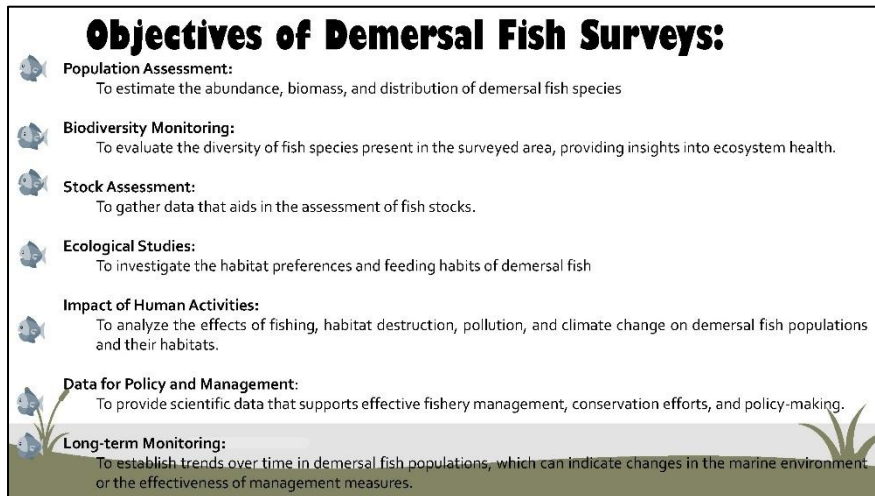 Objectives of Demersal Fish Surveys:
Population Assessment:
To estimate the abundance, biomass, and distribution of demersal fish species
Biodiversity Monitoring:
To evaluate the diversity of fish species present in the surveyed area, providing insights into ecosystem health.
Stock Assessment:
To gather data that aids in the assessment of fish stocks.
Ecological Studies:
To investigate the habitat preferences and feeding habits of demersal fish
Impact of Human Activities:
To analyze the effects of fishing, habitat destruction, pollution, and climate change on demersal fish populations
and their habitats.
Data for Policy and Management:
To provide scientific data that supports effective fishery management, conservation efforts, and policy-making.
Long-term Monitoring:
To establish trends over time in demersal fish populations, which can indicate changes in the marine environment
or the effectiveness of management measures.